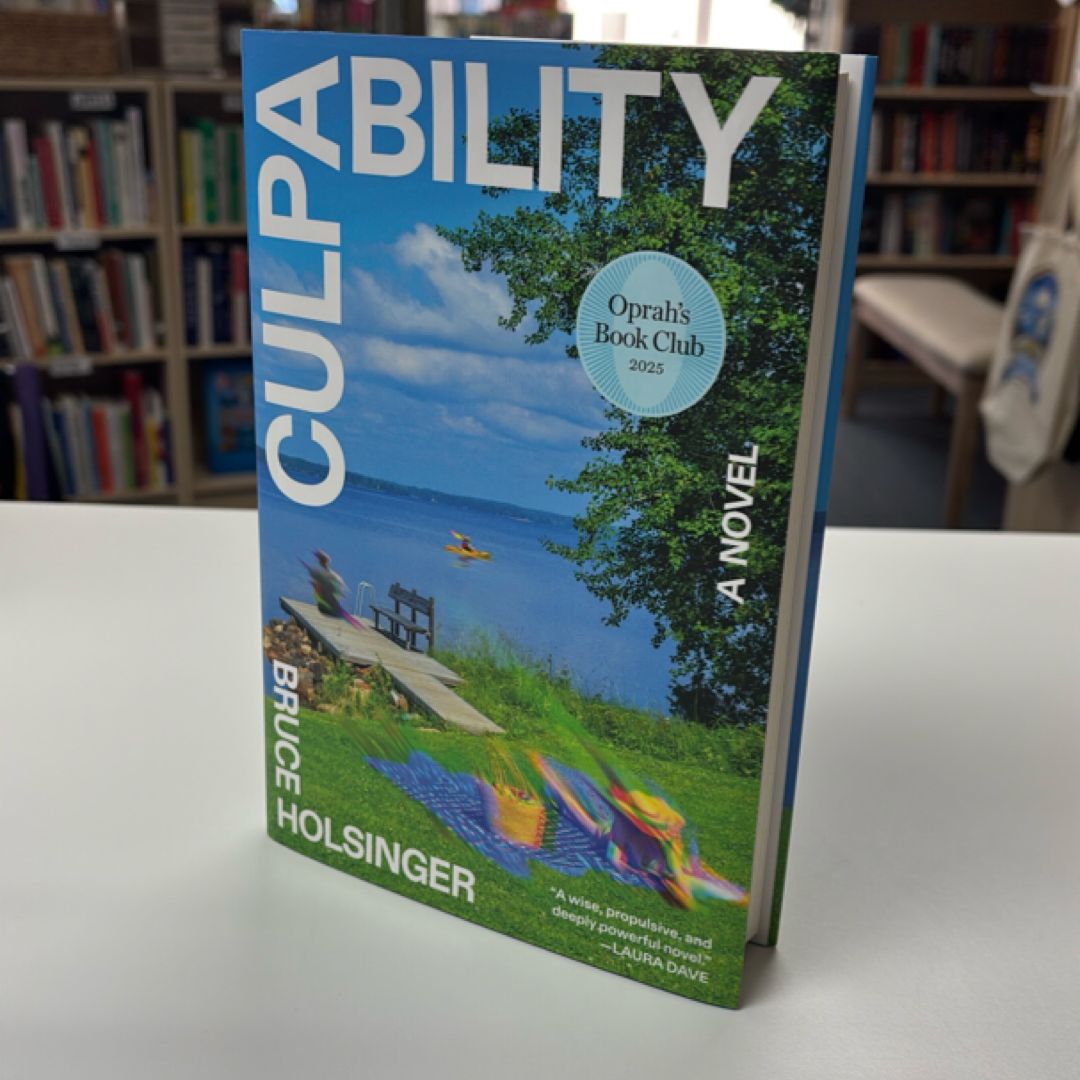 CULPABILITY
Oprah's
Book Club
2025
A NOVEL
BRUCE HOLSINGER
"A wise, propulsive, and
deeply powerful novel."
—LAURA DAVE